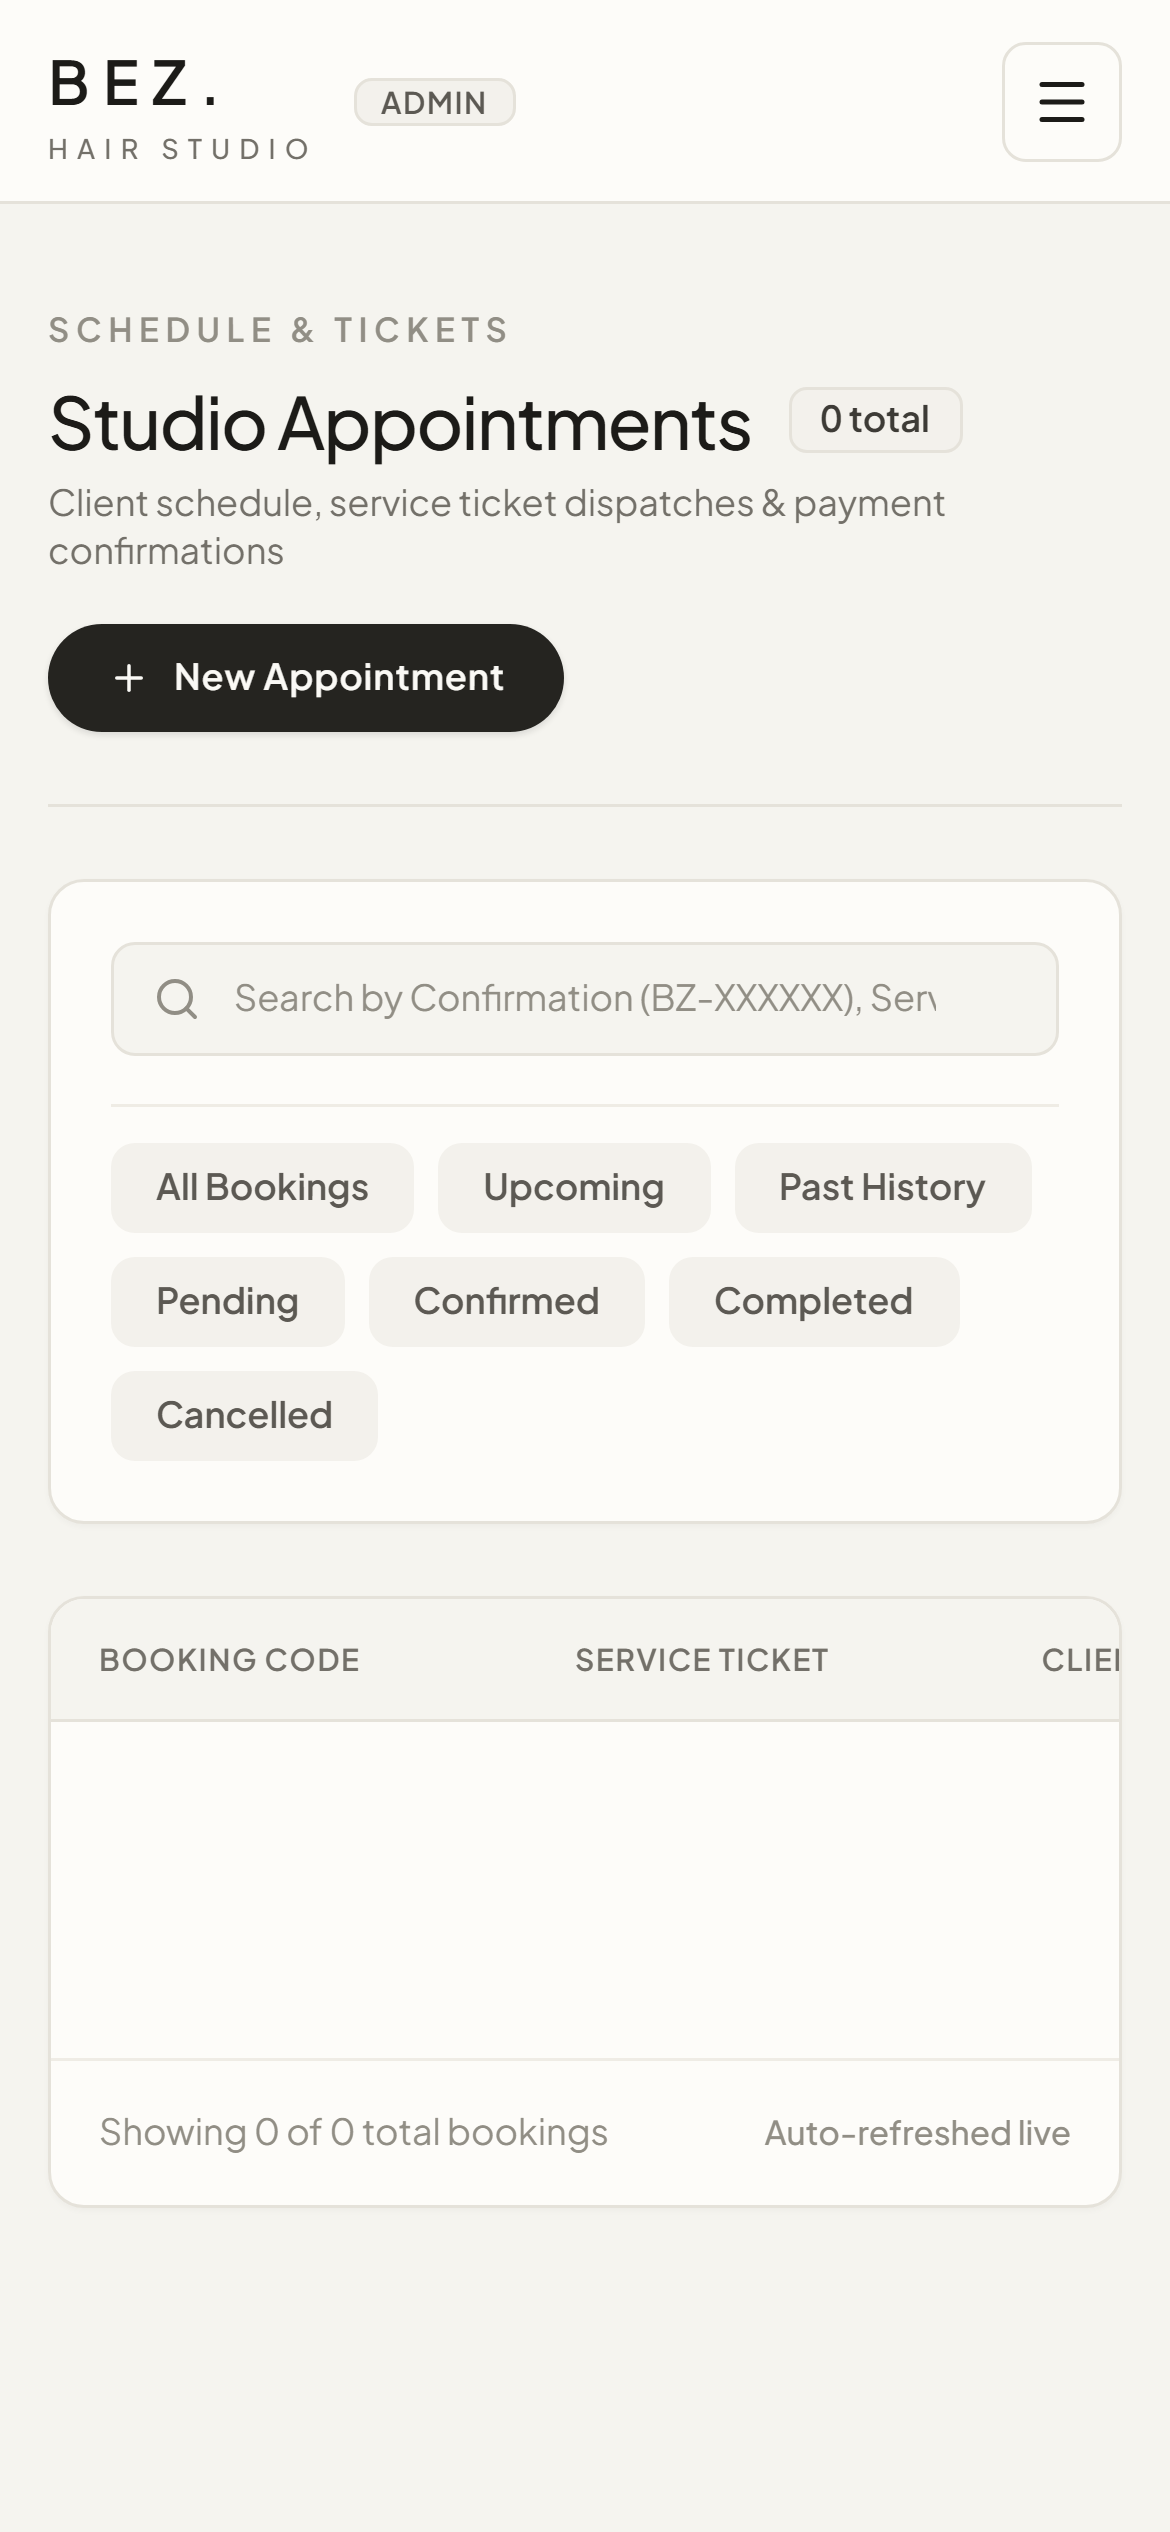 BEZ.
HAIR STUDIO
ADMIN
SCHEDULE & TICKETS
Studio Appointments
0 total
Client schedule, service ticket dispatches & payment
confirmations
+ New Appointment
Search by Confirmation (BZ-XXXXXX), Serv
All Bookings
Upcoming
Past History
Pending
Confirmed
Completed
Cancelled
BOOKING CODE
SERVICE TICKET
CLIE
Showing 0 of 0 total bookings
Auto-refreshed live